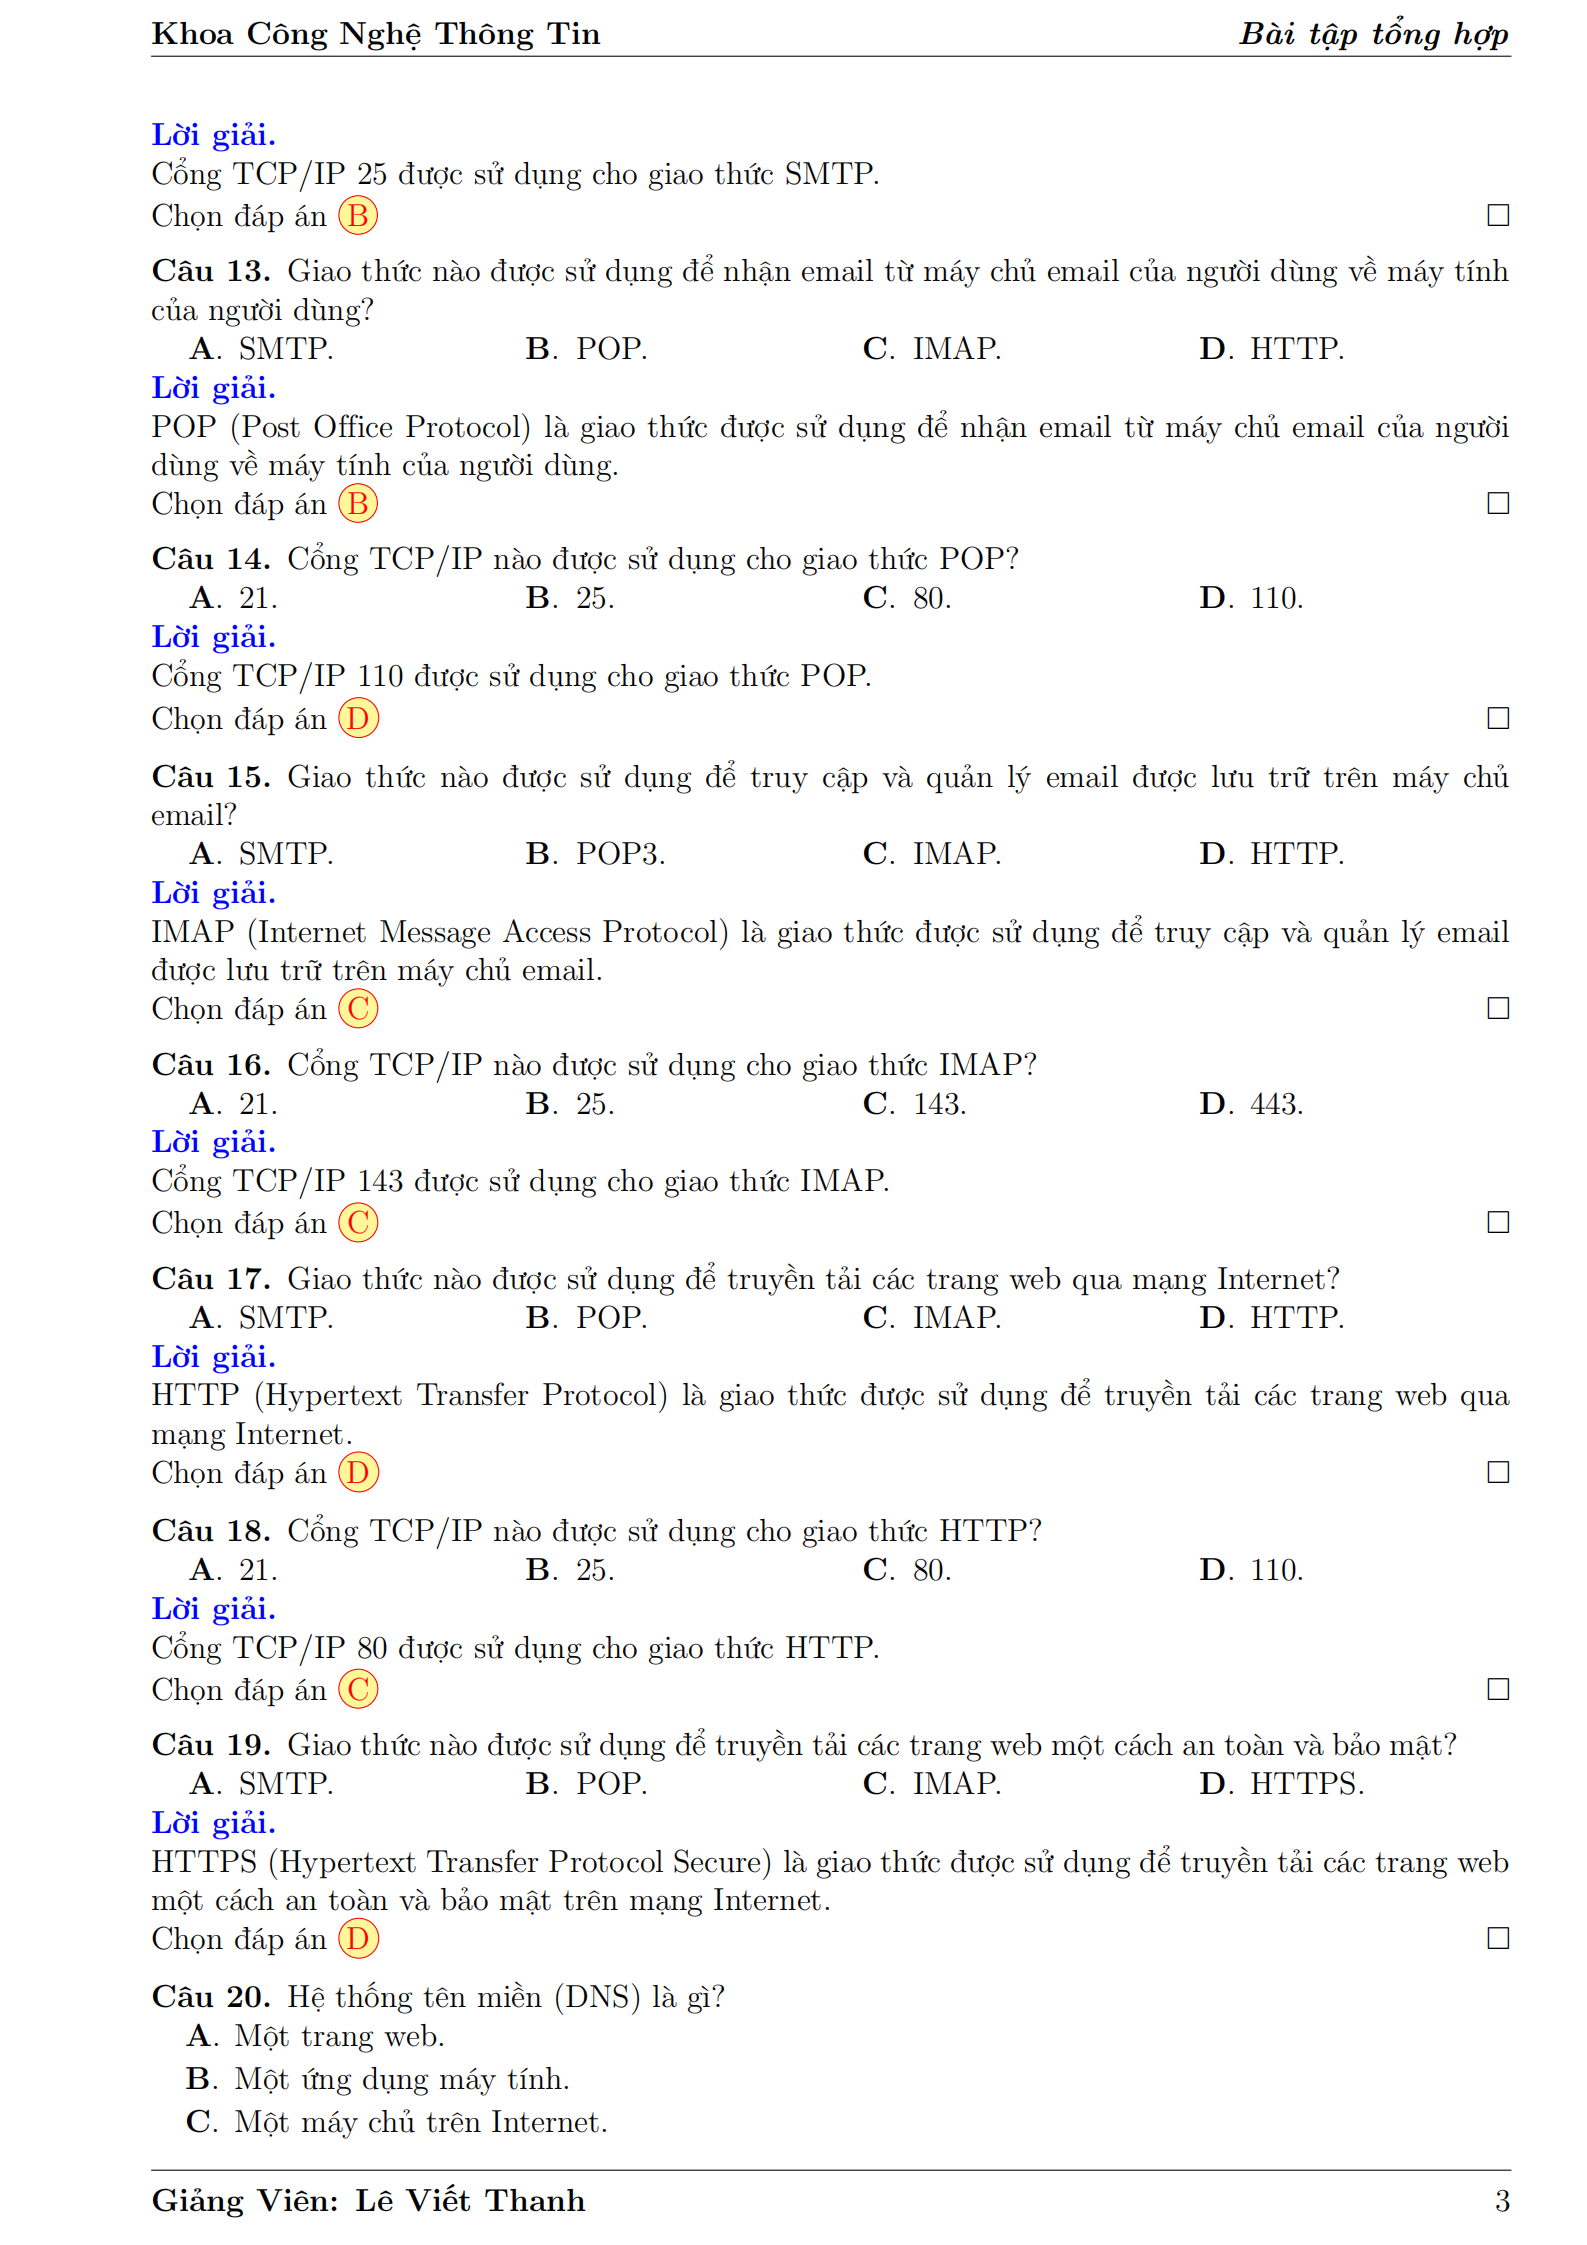 Khoa Công Nghệ Thông Tin Bài tập tổng hợp
Lời giải.
Cổng TCP/IP 25 được sử dụng cho giao thức SMTP.
Chọn đáp án B □
Câu 13. Giao thức nào được sử dụng để nhận email từ máy chủ email của người dùng về máy tính
của người dùng?
A. SMTP. B. POP. C. IMAP. D. HTTP.
Lời giải.
POP (Post Office Protocol) là giao thức được sử dụng để nhận email từ máy chủ email của người
dùng về máy tính của người dùng.
Chọn đáp án B □
Câu 14. Cổng TCP/IP nào được sử dụng cho giao thức POP?
A. 21. B. 25. C. 80. D. 110.
Lời giải.
Cổng TCP/IP 110 được sử dụng cho giao thức POP.
Chọn đáp án D □
Câu 15. Giao thức nào được sử dụng để truy cập và quản lý email được lưu trữ trên máy chủ
email?
A. SMTP. B. POP3. C. IMAP. D. HTTP.
Lời giải.
IMAP (Internet Message Access Protocol) là giao thức được sử dụng để truy cập và quản lý email
được lưu trữ trên máy chủ email.
Chọn đáp án C □
Câu 16. Cổng TCP/IP nào được sử dụng cho giao thức IMAP?
A. 21. B. 25. C. 143. D. 443.
Lời giải.
Cổng TCP/IP 143 được sử dụng cho giao thức IMAP.
Chọn đáp án C □
Câu 17. Giao thức nào được sử dụng để truyền tải các trang web qua mạng Internet?
A. SMTP. B. POP. C. IMAP. D. HTTP.
Lời giải.
HTTP (Hypertext Transfer Protocol) là giao thức được sử dụng để truyền tải các trang web qua
mạng Internet.
Chọn đáp án D □
Câu 18. Cổng TCP/IP nào được sử dụng cho giao thức HTTP?
A. 21. B. 25. C. 80. D. 110.
Lời giải.
Cổng TCP/IP 80 được sử dụng cho giao thức HTTP.
Chọn đáp án C □
Câu 19. Giao thức nào được sử dụng để truyền tải các trang web một cách an toàn và bảo mật?
A. SMTP. B. POP. C. IMAP. D. HTTPS.
Lời giải.
HTTPS (Hypertext Transfer Protocol Secure) là giao thức được sử dụng để truyền tải các trang web
một cách an toàn và bảo mật trên mạng Internet.
Chọn đáp án D □
Câu 20. Hệ thống tên miền (DNS) là gì?
A. Một trang web.
B. Một ứng dụng máy tính.
C. Một máy chủ trên Internet.
Giảng Viên: Lê Viết Thanh 3